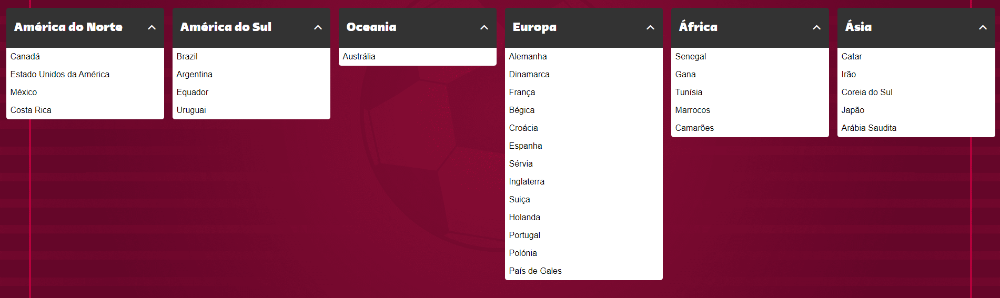 América do Norte
Canadá
Estado Unidos da América
México
Costa Rica
América do Sul
Brazil
Argentina
Equador
Uruguai
Oceania
Austrália
Europa
Alemanha
Dinamarca
França
Bégica
Croácia
Espanha
Sérvia
Inglaterra
Suiça
Holanda
Portugal
Polónia
País de Gales
África
Senegal
Gana
Tunísia
Marrocos
Camarões
Ásia
Catar
Irão
Coreia do Sul
Japão
Arábia Saudita